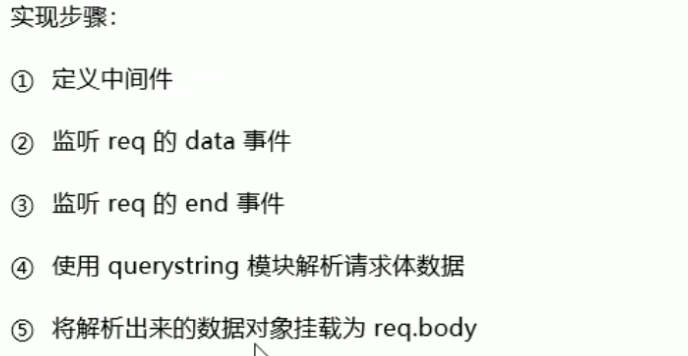 实现步骤：
① 定义中间件
② 监听 req 的 data 事件
③ 监听 req 的 end 事件
④ 使用 querystring 模块解析请求体数据
⑤ 将解析出来的数据对象挂载为 req.body